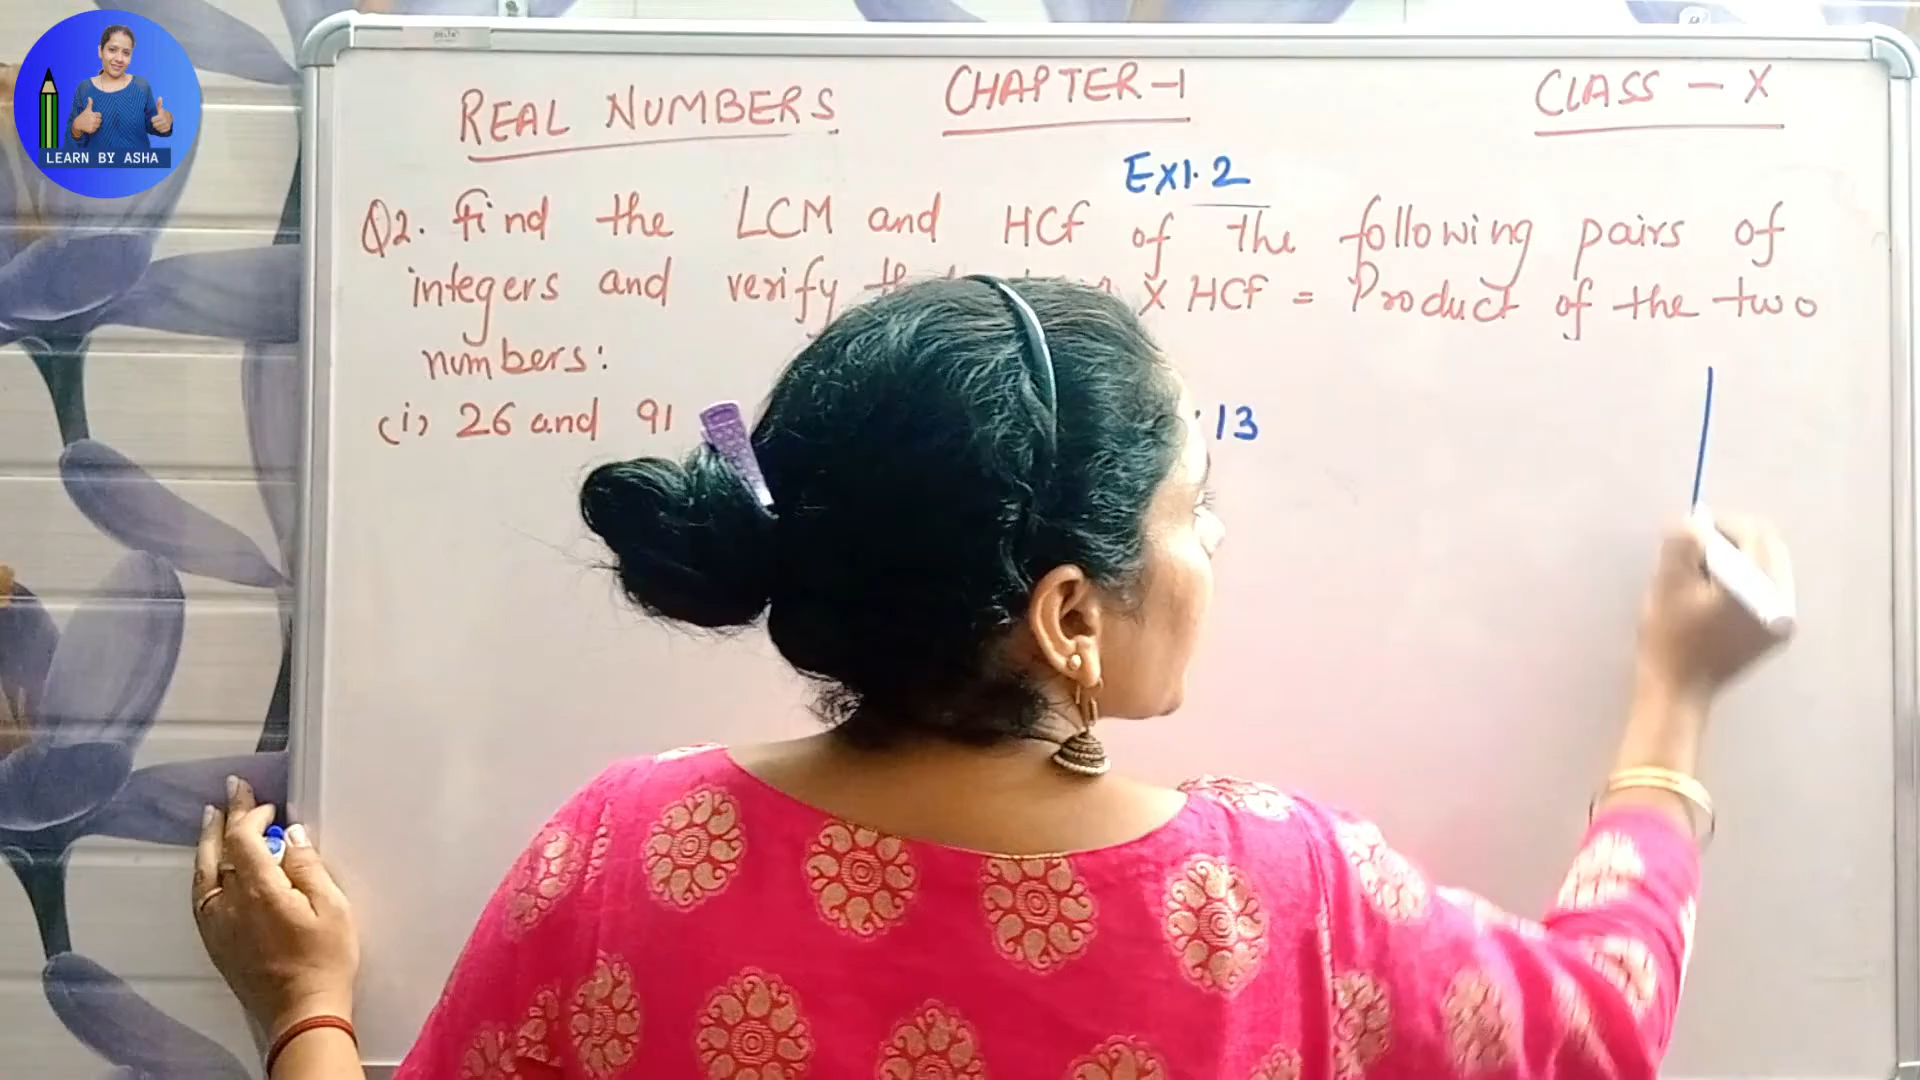 LEARN BY ASHA
REAL NUMBERS CHAPTER-1 CLASS - X
EX1.2
Q2. Find the LCM and HCF of the following pairs of
integers and verify X HCF = Product of the two
numbers:
(i) 26 and 91 13